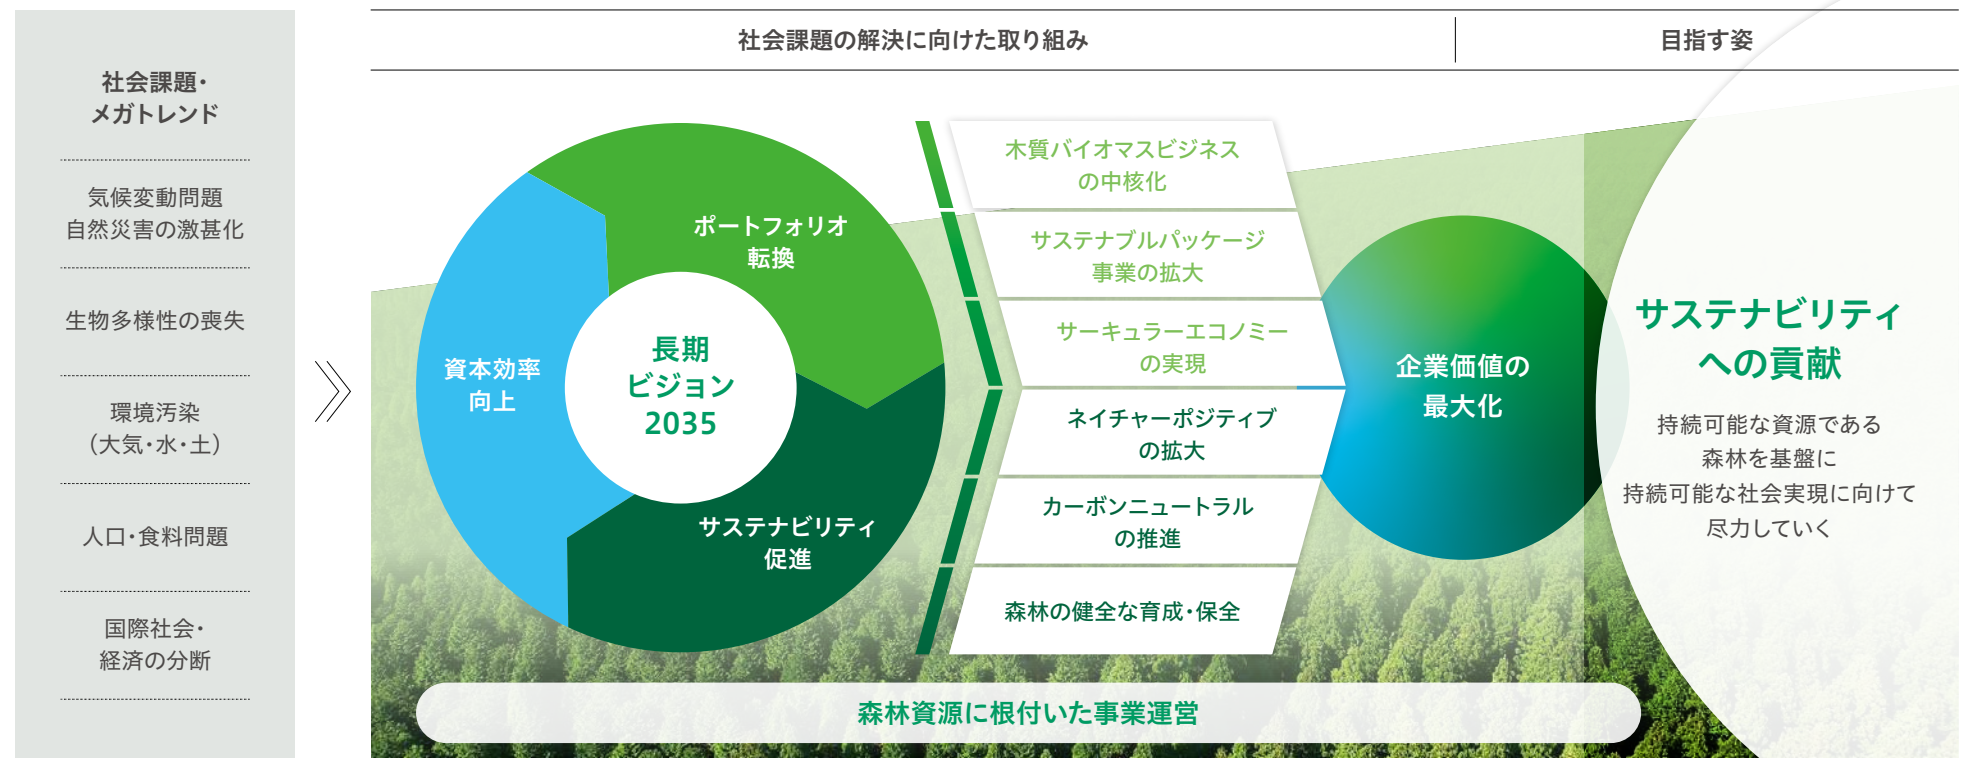 社会課題の解決に向けた取り組み
目指す姿
社会課題・
メガトレンド
気候変動問題
自然災害の激甚化
生物多様性の喪失
環境汚染
（大気・水・土）
人口・食料問題
国際社会・
経済の分断
ポートフォリオ
転換
資本効率
向上
長期
ビジョン
2035
サステナビリティ
促進
木質バイオマスビジネス
の中核化
サステナブルパッケージ
事業の拡大
サーキュラーエコノミー
の実現
ネイチャーポジティブ
の拡大
カーボンニュートラル
の推進
森林の健全な育成・保全
企業価値の
最大化
サステナビリティ
への貢献
持続可能な資源である
森林を基盤に
持続可能な社会実現に向けて
尽力していく
森林資源に根付いた事業運営